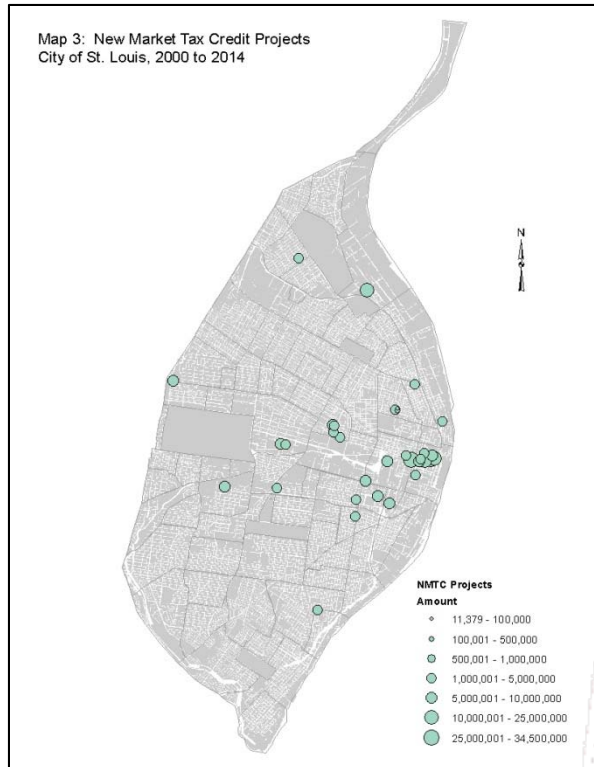 Map 3: New Market Tax Credit Projects
City of St. Louis, 2000 to 2014
N
NMTC Projects
Amount
11,379 - 100,000
100,001 - 500,000
500,001 - 1,000,000
1,000,001 - 5,000,000
5,000,001 - 10,000,000
10,000,001 - 25,000,000
25,000,001 - 34,500,000